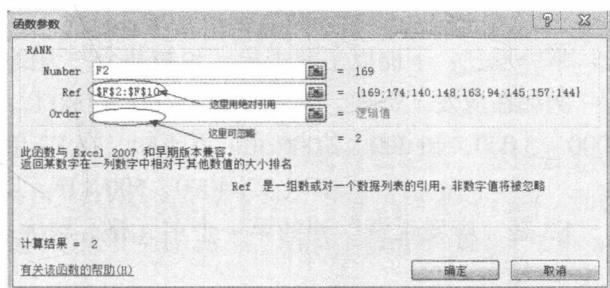 函数参数
RANK
Number F2 = 169
Ref $F$2:$F$10 = {169;174;140;148;163;94;145;157;144}
这里用绝对引用
Order = 逻辑值
这里可忽略
= 2
此函数与 Excel 2007 和早期版本兼容。
返回某数字在一列数字中相对于其他数值的大小排名
Ref 是一组数或对一个数据列表的引用。非数字值将被忽略
计算结果 = 2
有关该函数的帮助(H)
确定
取消